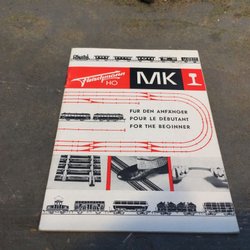 Fleischmann
HO
MK
FÜR DEN ANFÄNGER
POUR LE DÉBUTANT
FOR THE BEGINNER